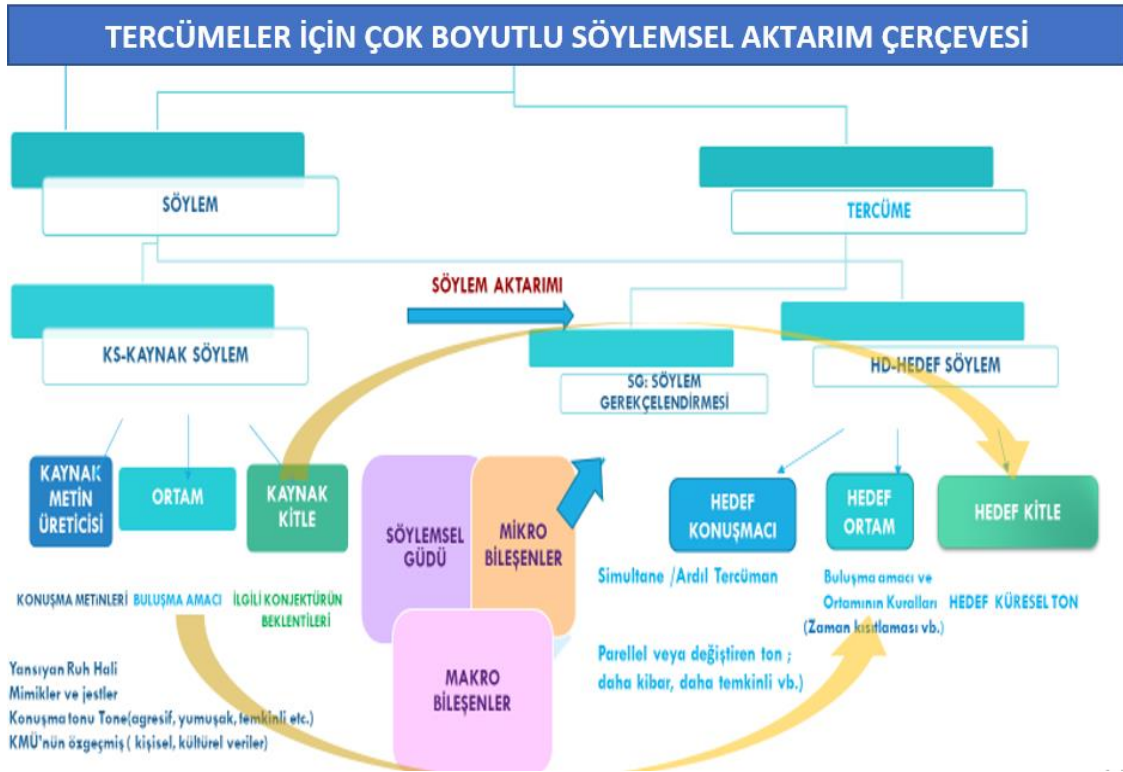 TERCÜMELER İÇİN ÇOK BOYUTLU SÖYLEMSEL AKTARIM ÇERÇEVESİ
SÖYLEM
TERCÜME
SÖYLEM AKTARIMI
KS-KAYNAK SÖYLEM
SG: SÖYLEM
GEREKÇELENDİRMESİ
HD-HEDEF SÖYLEM
KAYNAK
METİN
ÜRETİCİSİ
ORTAM
KAYNAK
KİTLE
SÖYLEMSEL
GÜDÜ
MİKRO
BİLEŞENLER
MAKRO
BİLEŞENLER
HEDEF
KONUŞMACI
HEDEF
ORTAM
HEDEF KİTLE
KONUŞMA METİNLERİ
BULUŞMA AMACI
İLGİLİ KONJEKTÜRÜN
BEKLENTİLERİ
Simultane /Ardıl Tercüman
Buluşma amacı ve
Ortamının Kuralları
(Zaman kısıtlaması vb.)
HEDEF KÜRESEL TON
Parellel veya değiştiren ton ;
daha kibar, daha temkinli vb.)
Yansıyan Ruh Hali
Mimikler ve jestler
Konuşma tonu Tone(agresif, yumuşak, temkinli etc.)
KMÜ'nün özgeçmiş ( kişisel, kültürel veriler)